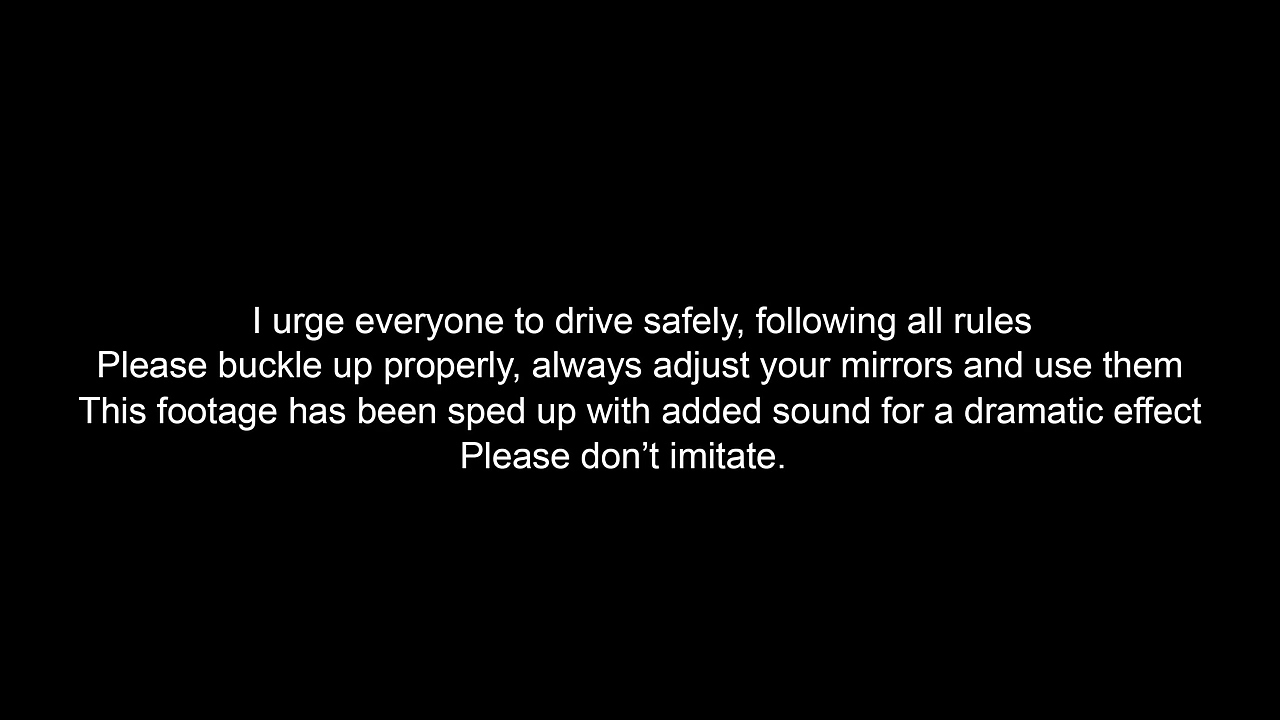 I urge everyone to drive safely, following all rules
Please buckle up properly, always adjust your mirrors and use them
This footage has been sped up with added sound for a dramatic effect
Please don’t imitate.